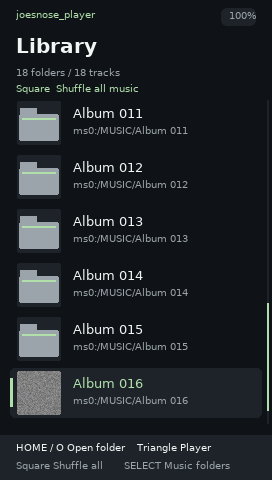 joesnose_player
100%
Library
18 folders / 18 tracks
Square  Shuffle all music
Album 011
ms0:/MUSIC/Album 011
Album 012
ms0:/MUSIC/Album 012
Album 013
ms0:/MUSIC/Album 013
Album 014
ms0:/MUSIC/Album 014
Album 015
ms0:/MUSIC/Album 015
Album 016
ms0:/MUSIC/Album 016
HOME / O Open folder    Triangle Player
Square Shuffle all    SELECT Music folders